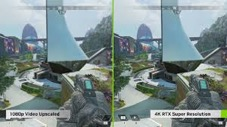 1080p Video Upscaled
4K RTX Super Resolution